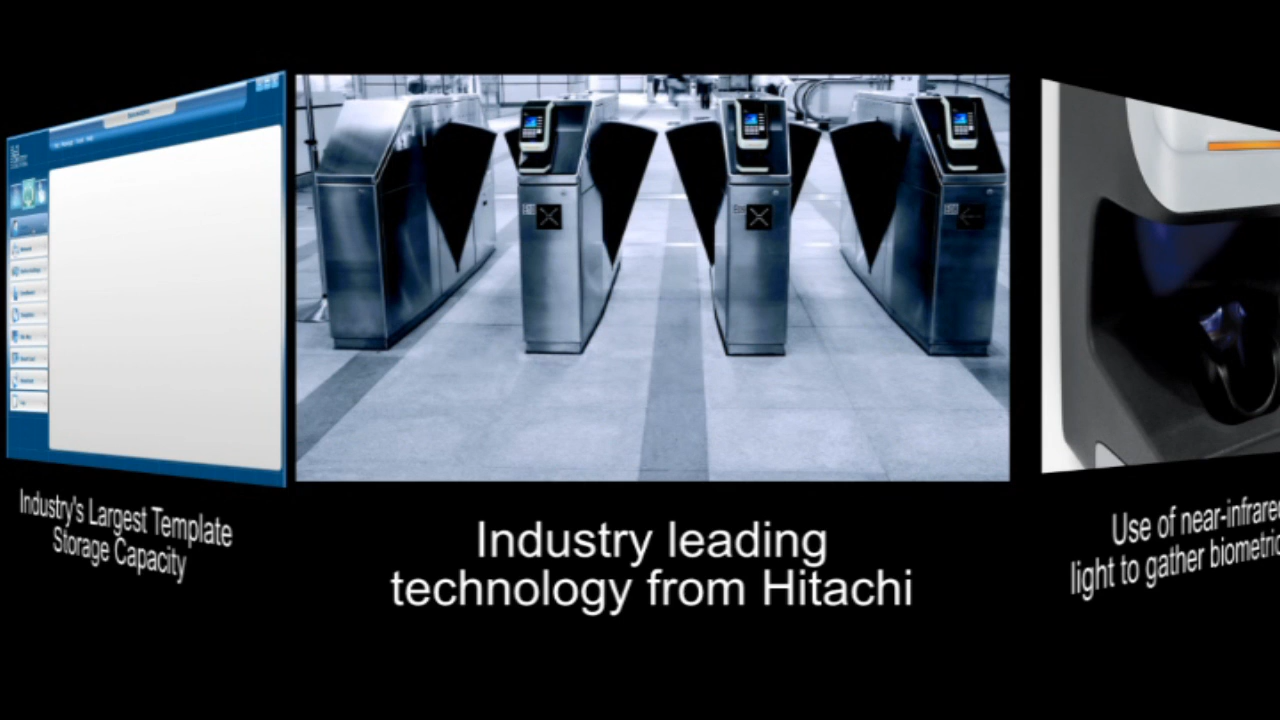 Industry's Largest Template
Storage Capacity
Industry leading
technology from Hitachi
Use of near-infrared
light to gather biometric